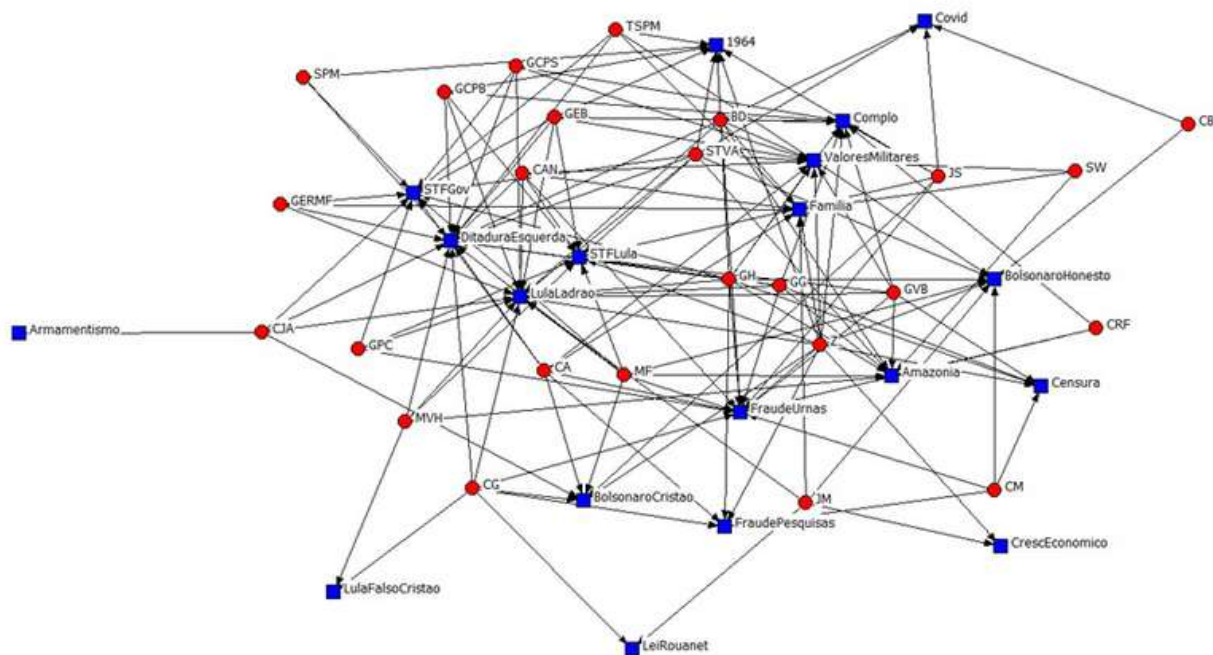 Covid
TSPM
1964
GCPS
SPM
GCPB
GEB
BD
Complo
STVA
ValoresMilitares
CAN
JS
SW
STFGov
GERMF
Familia
DitaduraEsquerda
STFLula
GH
GG
BolsonaroHonesto
GVB
LulaLadrao
Armamentismo
CJA
CRF
GPC
Z
CA
MF
Amazonia
Censura
FraudeUrnas
MVH
CG
BolsonaroCristao
JM
CM
FraudePesquisas
CrescEconomico
LulaFalsoCristao
LeiRouanet